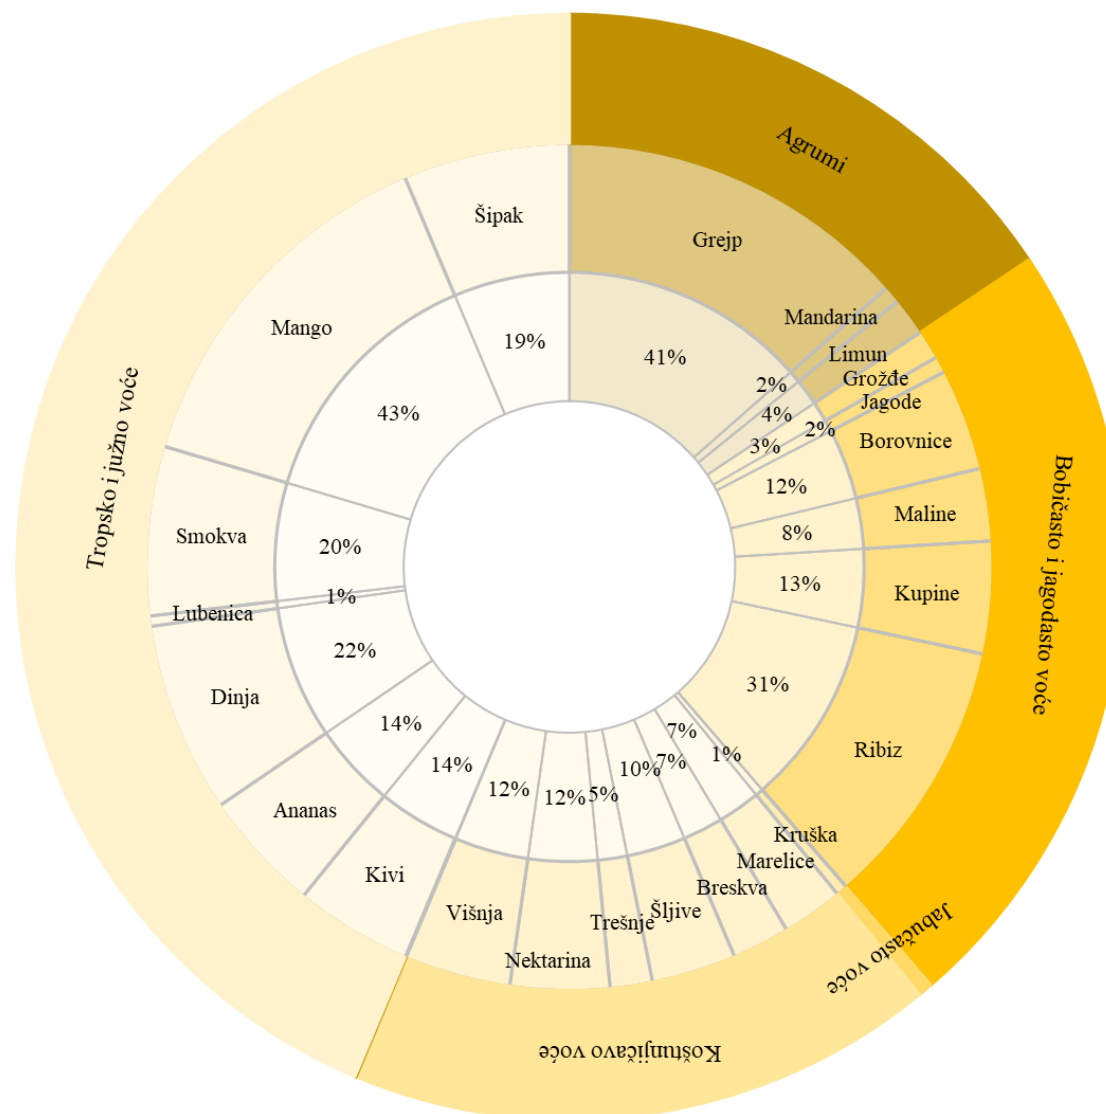 Agrumi
Grejp
41%
Mandarina
2%
Limun
4%
Bobičasto i jagodasto voće
Grožđe
3%
Jagode
2%
Borovnice
12%
Maline
8%
Kupine
13%
Ribiz
31%
Jabučasto voće
Kruška
1%
Koštunjičavo voće
Marelice
7%
Breskva
7%
Šljive
10%
Trešnje
5%
Nektarina
12%
Višnja
12%
Tropsko i južno voće
Kivi
14%
Ananas
14%
Dinja
22%
Lubenica
1%
Smokva
20%
Mango
43%
Šipak
19%